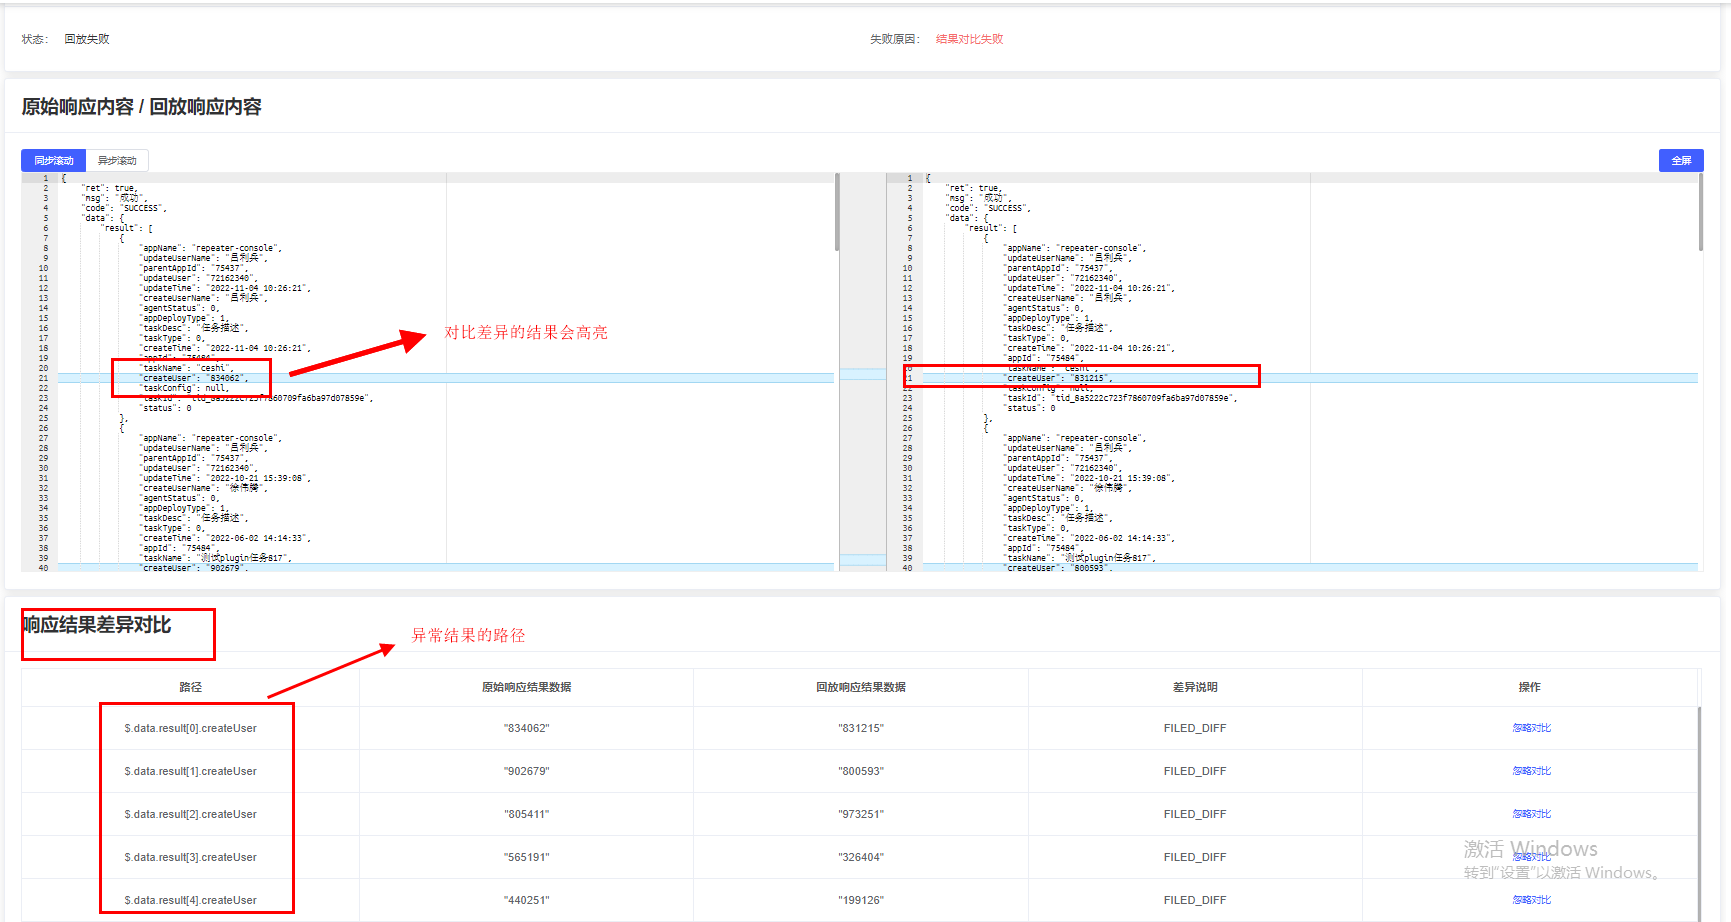 状态： 回放失败 失败原因： 结果对比失败
原始响应内容 / 回放响应内容
同步滚动 异步滚动 全屏
1 {
2 "ret": true,
3 "msg": "成功",
4 "code": "SUCCESS",
5 "data": {
6 "result": [
7 {
8 "appName": "repeater-console",
9 "updateUserName": "吕利兵",
10 "parentAppId": "75437",
11 "updateUser": "72162340",
12 "updateTime": "2022-11-04 10:26:21",
13 "createUserName": "吕利兵",
14 "agentStatus": 0,
15 "appDeployType": 1,
16 "taskDesc": "任务描述",
17 "taskType": 0,
18 "createTime": "2022-11-04 10:26:21",
19 "appId": "75484",
20 "taskName": "ceshi",
21 "createUser": "834062",
22 "taskConfig": null,
23 "taskId": "tid_8a5222c723f7860709fa6ba97d07859e",
24 "status": 0
25 },
26 {
27 "appName": "repeater-console",
28 "updateUserName": "吕利兵",
29 "parentAppId": "75437",
30 "updateUser": "72162340",
31 "updateTime": "2022-10-21 15:39:08",
32 "createUserName": "徐伟腾",
33 "agentStatus": 0,
34 "appDeployType": 1,
35 "taskDesc": "任务描述",
36 "taskType": 0,
37 "createTime": "2022-06-02 14:14:33",
38 "appId": "75484",
39 "taskName": "测试plugin任务817",
40 "createUser": "902679",
对比差异的结果会高亮
1 {
2 "ret": true,
3 "msg": "成功",
4 "code": "SUCCESS",
5 "data": {
6 "result": [
7 {
8 "appName": "repeater-console",
9 "updateUserName": "吕利兵",
10 "parentAppId": "75437",
11 "updateUser": "72162340",
12 "updateTime": "2022-11-04 10:26:21",
13 "createUserName": "吕利兵",
14 "agentStatus": 0,
15 "appDeployType": 1,
16 "taskDesc": "任务描述",
17 "taskType": 0,
18 "createTime": "2022-11-04 10:26:21",
19 "appId": "75484",
20 "taskName": "ceshi",
21 "createUser": "831215",
22 "taskConfig": null,
23 "taskId": "tid_8a5222c723f7860709fa6ba97d07859e",
24 "status": 0
25 },
26 {
27 "appName": "repeater-console",
28 "updateUserName": "吕利兵",
29 "parentAppId": "75437",
30 "updateUser": "72162340",
31 "updateTime": "2022-10-21 15:39:08",
32 "createUserName": "徐伟腾",
33 "agentStatus": 0,
34 "appDeployType": 1,
35 "taskDesc": "任务描述",
36 "taskType": 0,
37 "createTime": "2022-06-02 14:14:33",
38 "appId": "75484",
39 "taskName": "测试plugin任务817",
40 "createUser": "800593",
响应结果差异对比
异常结果的路径
路径 原始响应结果数据 回放响应结果数据 差异说明 操作
$.data.result[0].createUser "834062" "831215" FILED_DIFF 忽略对比
$.data.result[1].createUser "902679" "800593" FILED_DIFF 忽略对比
$.data.result[2].createUser "805411" "973251" FILED_DIFF 忽略对比
$.data.result[3].createUser "565191" "326404" FILED_DIFF 忽略对比
$.data.result[4].createUser "440251" "199126" FILED_DIFF 忽略对比
激活 Windows
转到"设置"以激活 Windows。